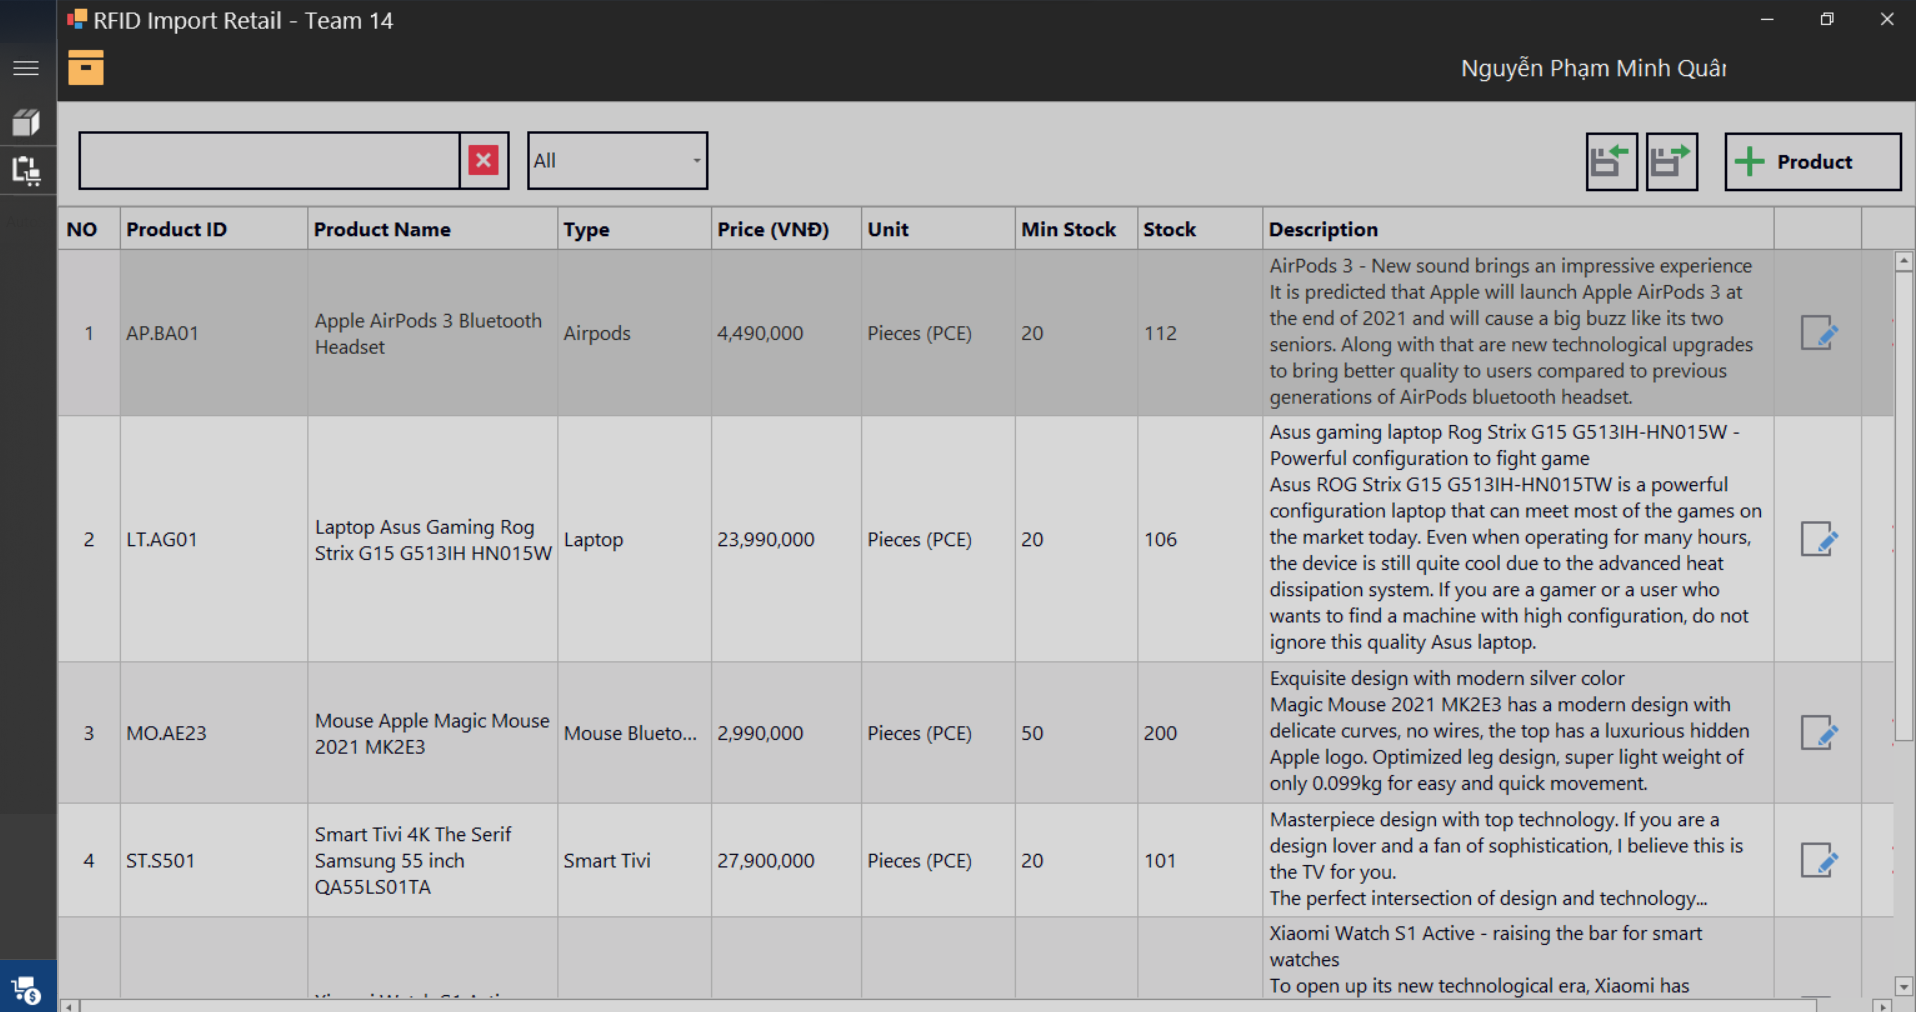 RFID Import Retail - Team 14
Nguyễn Phạm Minh Quân
All
Product
NO Product ID Product Name Type Price (VNĐ) Unit Min Stock Stock Description
1 AP.BA01 Apple AirPods 3 Bluetooth
Headset
Airpods 4,490,000 Pieces (PCE) 20 112
AirPods 3 - New sound brings an impressive experience
It is predicted that Apple will launch Apple AirPods 3 at
the end of 2021 and will cause a big buzz like its two
seniors. Along with that are new technological upgrades
to bring better quality to users compared to previous
generations of AirPods bluetooth headset.
2 LT.AG01 Laptop Asus Gaming Rog
Strix G15 G513IH HN015W
Laptop 23,990,000 Pieces (PCE) 20 106
Asus gaming laptop Rog Strix G15 G513IH-HN015W -
Powerful configuration to fight game
Asus ROG Strix G15 G513IH-HN015TW is a powerful
configuration laptop that can meet most of the games on
the market today. Even when operating for many hours,
the device is still quite cool due to the advanced heat
dissipation system. If you are a gamer or a user who
wants to find a machine with high configuration, do not
ignore this quality Asus laptop.
3 MO.AE23 Mouse Apple Magic Mouse
2021 MK2E3
Mouse Blueto... 2,990,000 Pieces (PCE) 50 200
Exquisite design with modern silver color
Magic Mouse 2021 MK2E3 has a modern design with
delicate curves, no wires, the top has a luxurious hidden
Apple logo. Optimized leg design, super light weight of
only 0.099kg for easy and quick movement.
4 ST.S501 Smart Tivi 4K The Serif
Samsung 55 inch
QA55LS01TA
Smart Tivi 27,900,000 Pieces (PCE) 20 101
Masterpiece design with top technology. If you are a
design lover and a fan of sophistication, I believe this is
the TV for you.
The perfect intersection of design and technology...
Xiaomi Watch S1 Active - raising the bar for smart
watches
To open up its new technological era, Xiaomi has